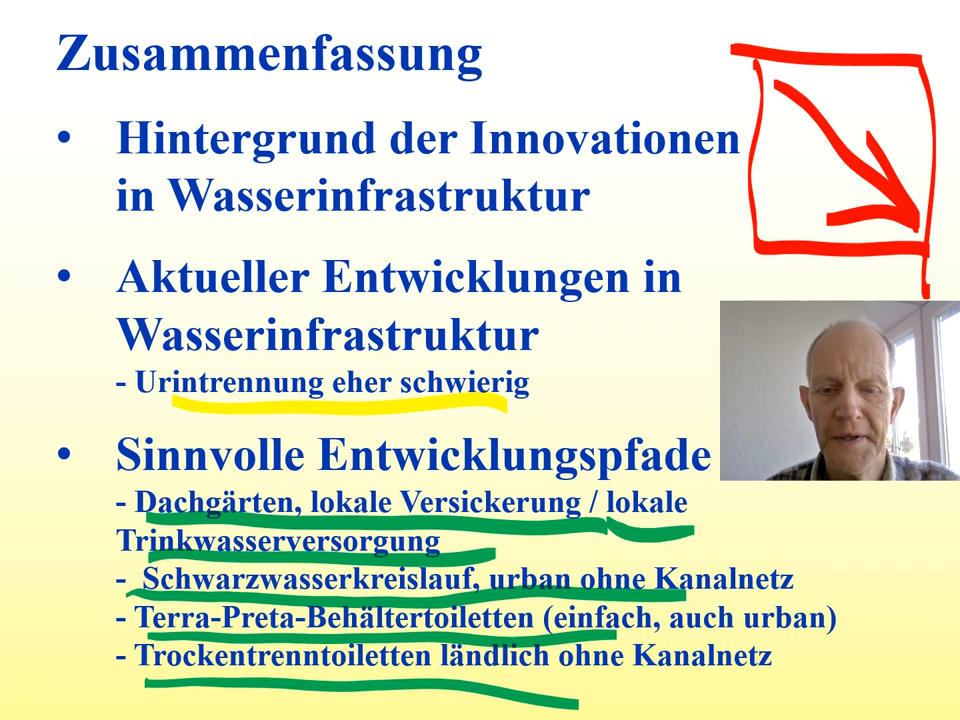 Zusammenfassung
• Hintergrund der Innovationen
in Wasserinfrastruktur
• Aktueller Entwicklungen in
Wasserinfrastruktur
- Urintrennung eher schwierig
• Sinnvolle Entwicklungspfade
- Dachgärten, lokale Versickerung / lokale
Trinkwasserversorgung
- Schwarzwasserkreislauf, urban ohne Kanalnetz
- Terra-Preta-Behältertoiletten (einfach, auch urban)
- Trockentrenntoiletten ländlich ohne Kanalnetz